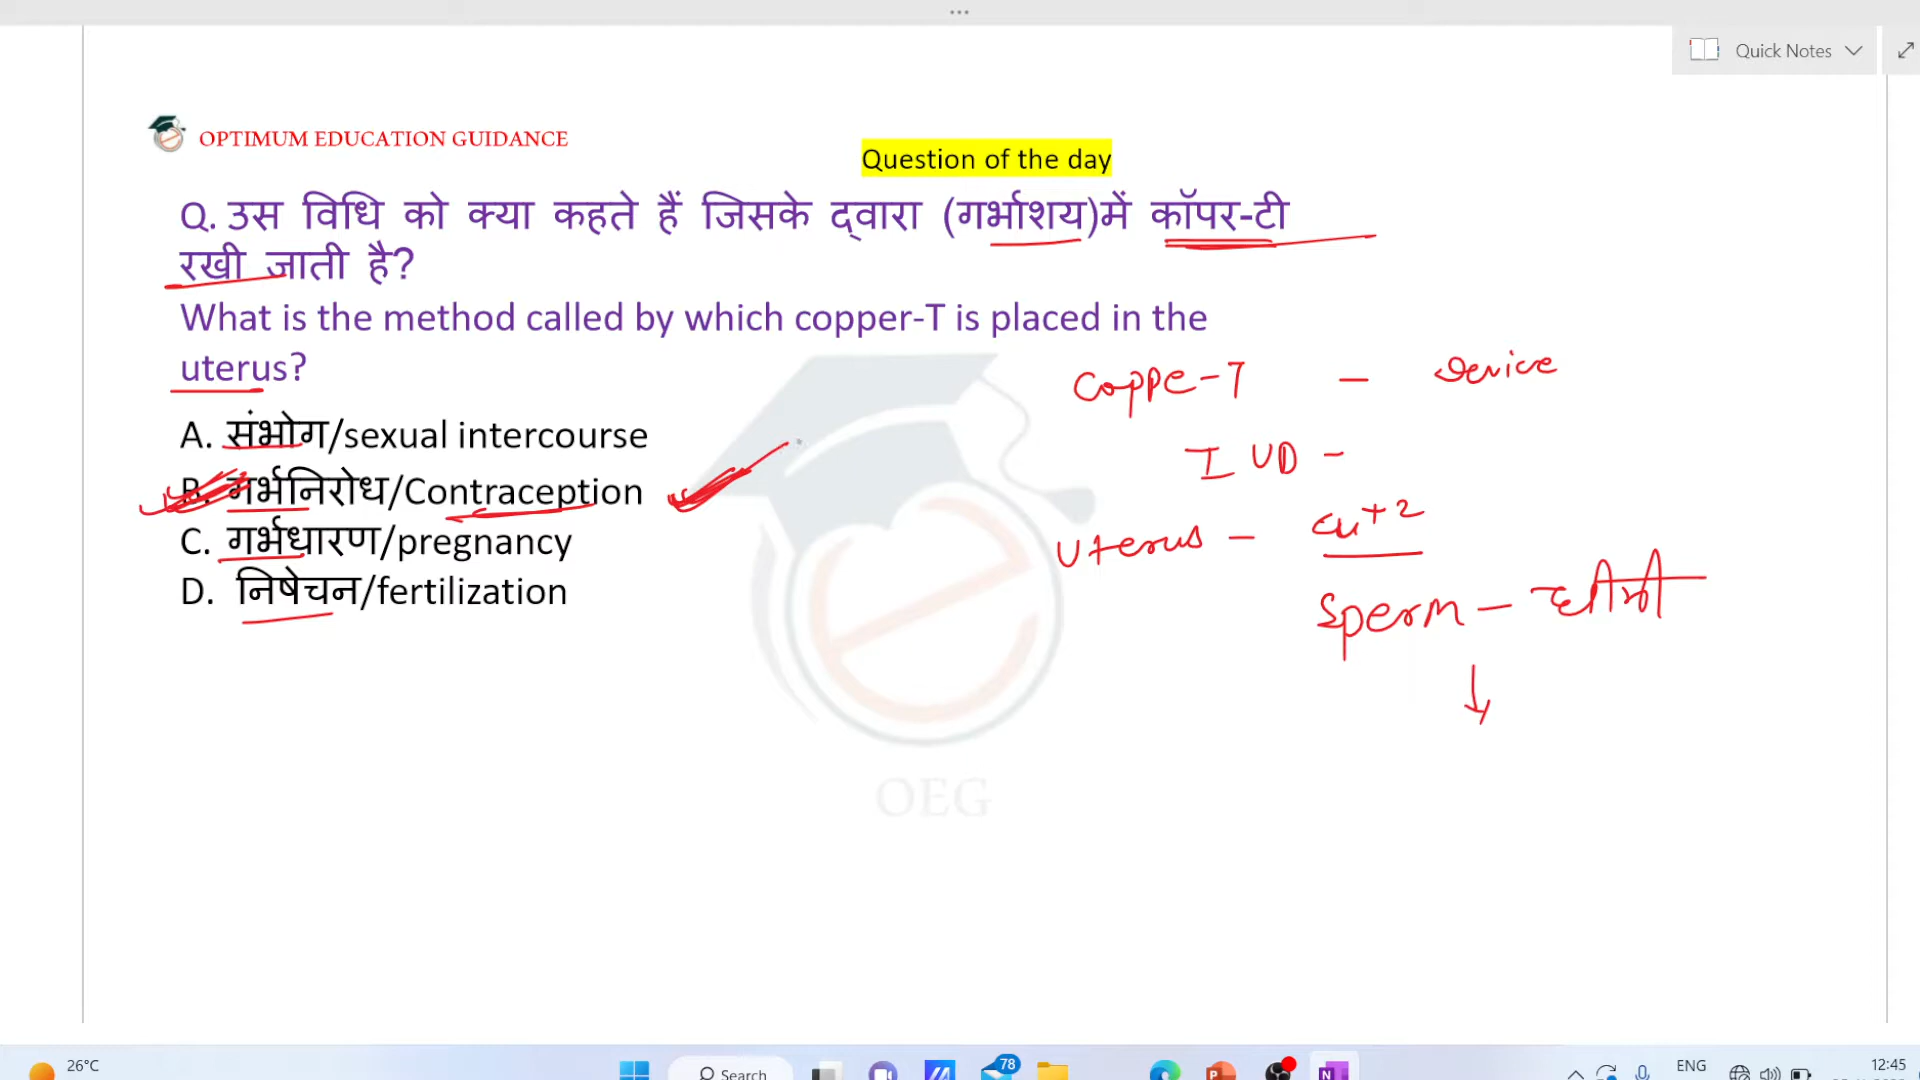 Quick Notes
OPTIMUM EDUCATION GUIDANCE
Question of the day
Q. उस विधि को क्या कहते हैं जिसके द्वारा (गर्भाशय)में कॉपर-टी
रखी जाती है?
What is the method called by which copper-T is placed in the
uterus?
A. संभोग/sexual intercourse
B. गर्भनिरोध/Contraception
C. गर्भधारण/pregnancy
D. निषेचन/fertilization
Coppe-T - Device
IUD -
Uterus - Cu+2
Sperm -
OEG
26°C
Search
78
ENG
12:45